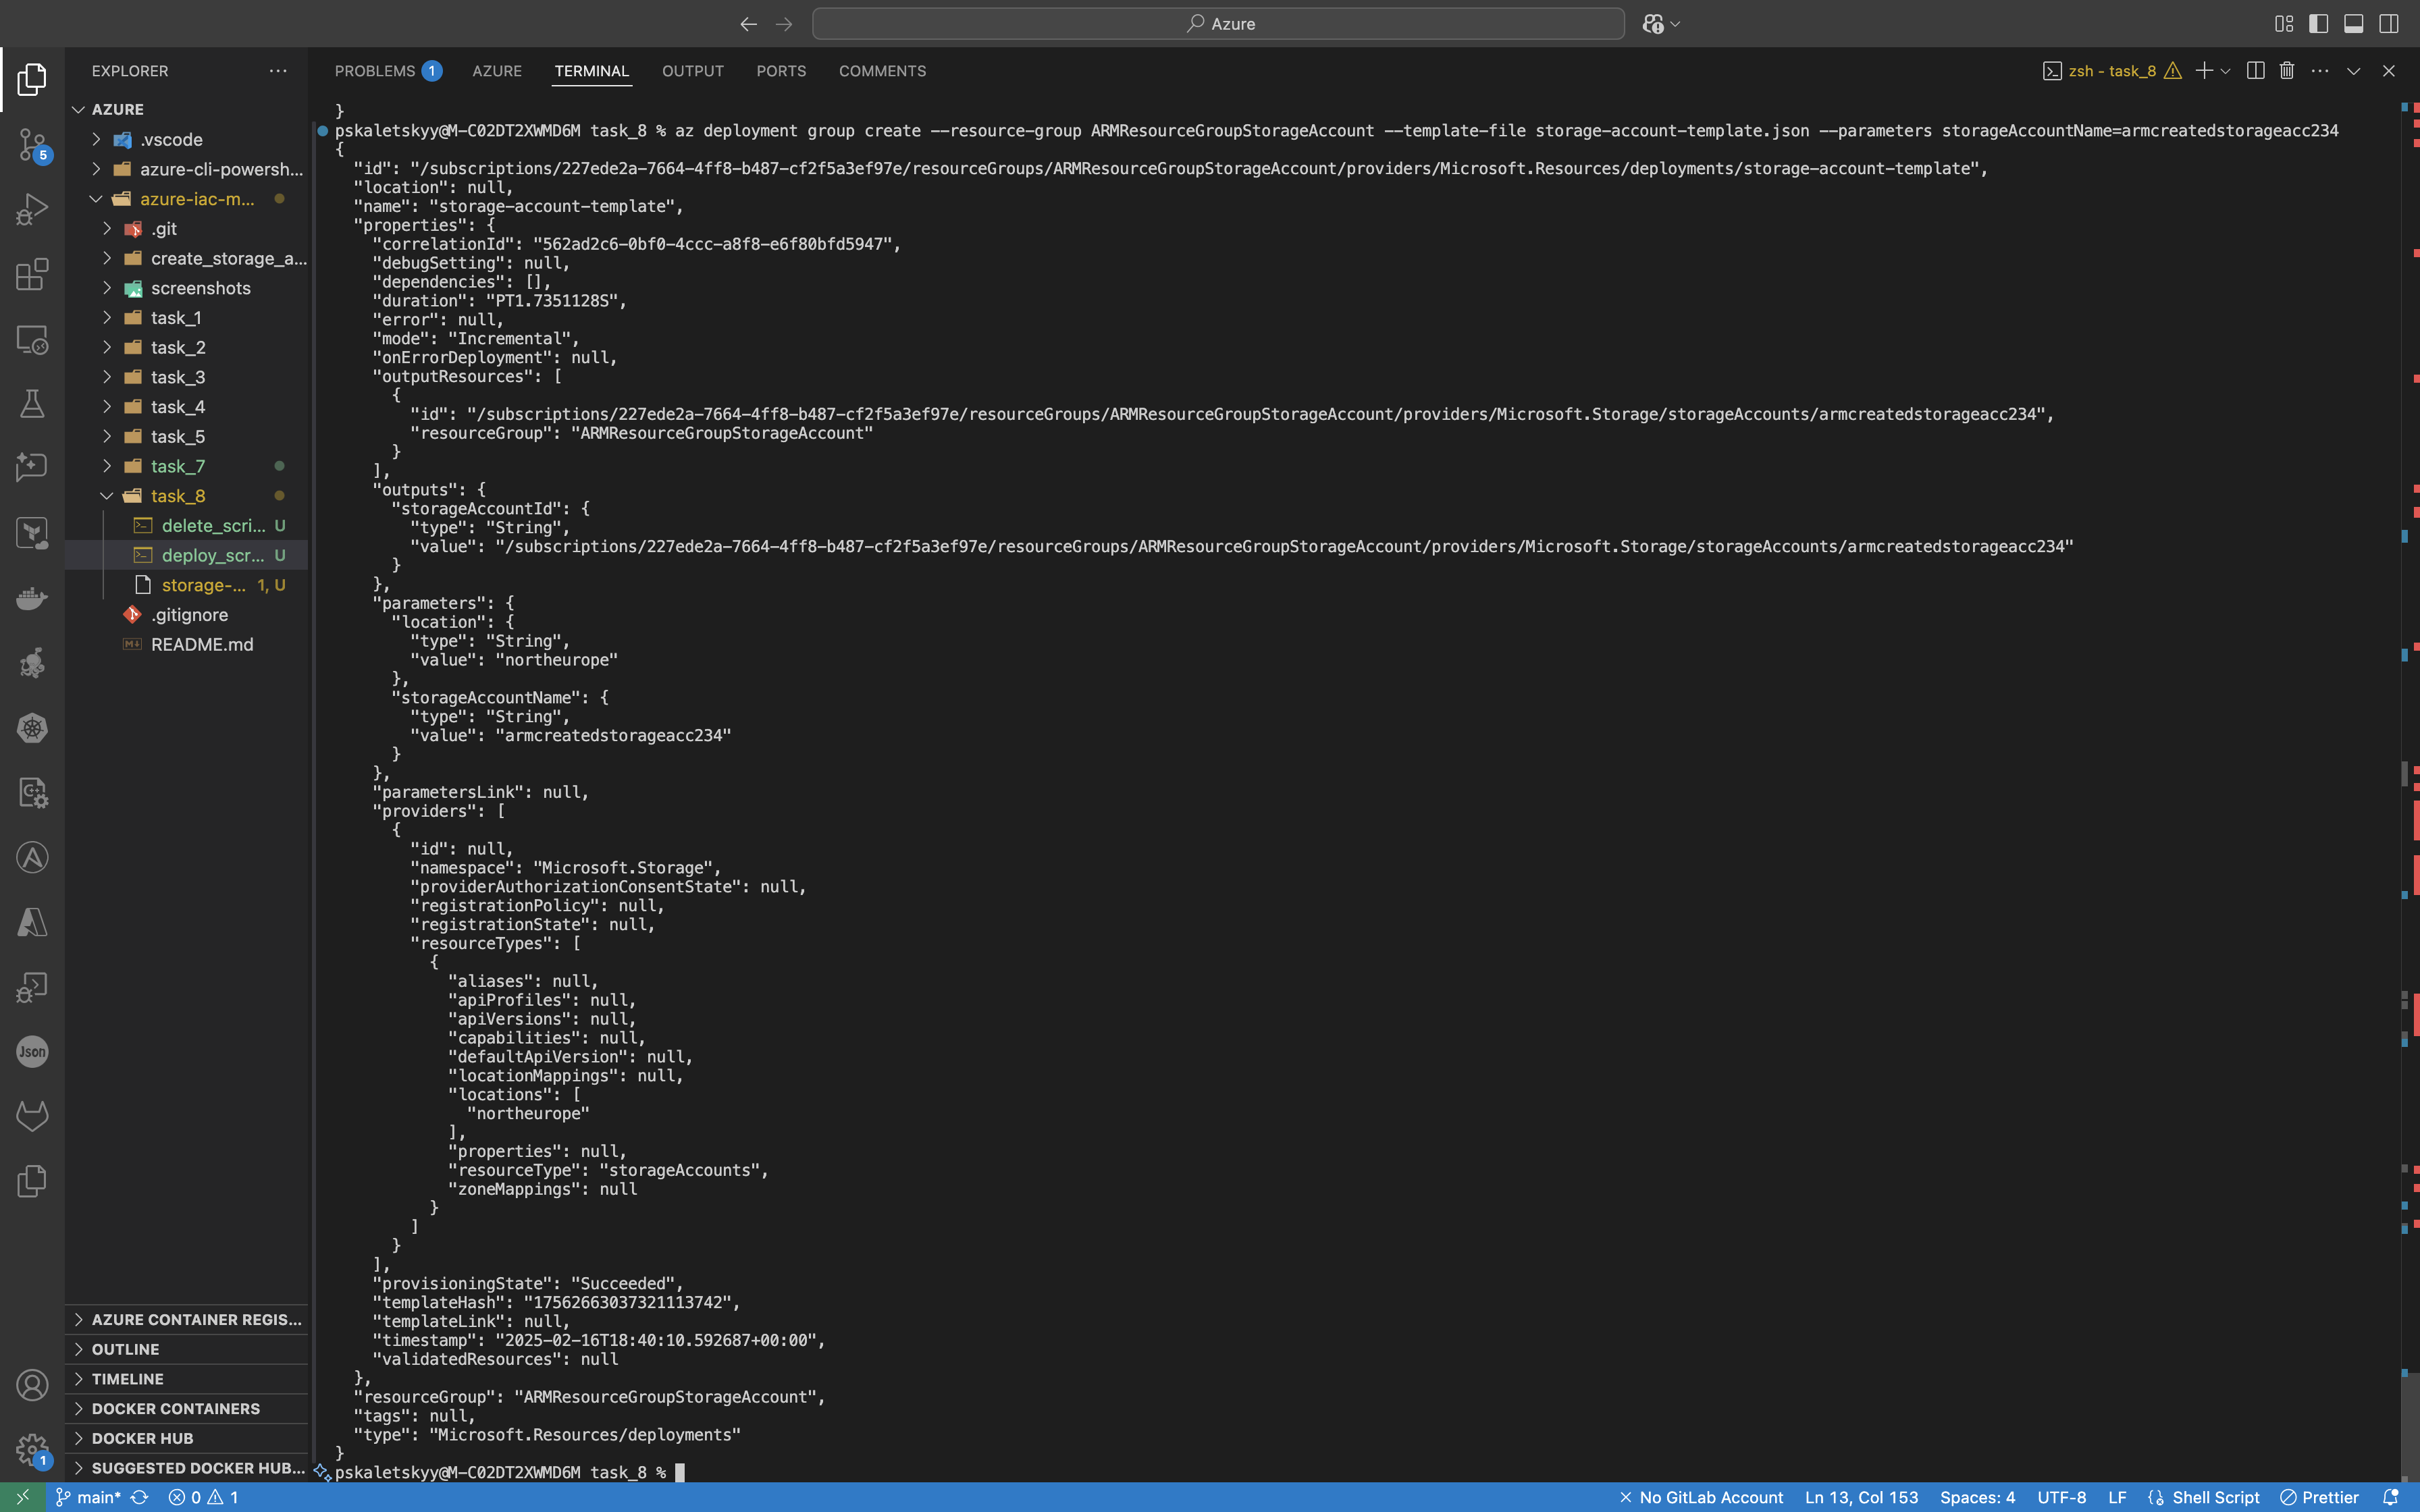 Azure
EXPLORER
PROBLEMS 1 AZURE TERMINAL OUTPUT PORTS COMMENTS
zsh - task_8
AZURE
.vscode
azure-cli-powersh...
azure-iac-m...
.git
create_storage_a...
screenshots
task_1
task_2
task_3
task_4
task_5
task_7
task_8
delete_scri... U
deploy_scr... U
storage-... 1, U
.gitignore
README.md
AZURE CONTAINER REGIS...
OUTLINE
TIMELINE
DOCKER CONTAINERS
DOCKER HUB
SUGGESTED DOCKER HUB...
5
Json
1
}
pskaletskyy@M-C02DT2XWMD6M task_8 % az deployment group create --resource-group ARMResourceGroupStorageAccount --template-file storage-account-template.json --parameters storageAccountName=armcreatedstorageacc234
{
"id": "/subscriptions/227ede2a-7664-4ff8-b487-cf2f5a3ef97e/resourceGroups/ARMResourceGroupStorageAccount/providers/Microsoft.Resources/deployments/storage-account-template",
"location": null,
"name": "storage-account-template",
"properties": {
"correlationId": "562ad2c6-0bf0-4ccc-a8f8-e6f80bfd5947",
"debugSetting": null,
"dependencies": [],
"duration": "PT1.7351128S",
"error": null,
"mode": "Incremental",
"onErrorDeployment": null,
"outputResources": [
{
"id": "/subscriptions/227ede2a-7664-4ff8-b487-cf2f5a3ef97e/resourceGroups/ARMResourceGroupStorageAccount/providers/Microsoft.Storage/storageAccounts/armcreatedstorageacc234",
"resourceGroup": "ARMResourceGroupStorageAccount"
}
],
"outputs": {
"storageAccountId": {
"type": "String",
"value": "/subscriptions/227ede2a-7664-4ff8-b487-cf2f5a3ef97e/resourceGroups/ARMResourceGroupStorageAccount/providers/Microsoft.Storage/storageAccounts/armcreatedstorageacc234"
}
},
"parameters": {
"location": {
"type": "String",
"value": "northeurope"
},
"storageAccountName": {
"type": "String",
"value": "armcreatedstorageacc234"
}
},
"parametersLink": null,
"providers": [
{
"id": null,
"namespace": "Microsoft.Storage",
"providerAuthorizationConsentState": null,
"registrationPolicy": null,
"registrationState": null,
"resourceTypes": [
{
"aliases": null,
"apiProfiles": null,
"apiVersions": null,
"capabilities": null,
"defaultApiVersion": null,
"locationMappings": null,
"locations": [
"northeurope"
],
"properties": null,
"resourceType": "storageAccounts",
"zoneMappings": null
}
]
}
],
"provisioningState": "Succeeded",
"templateHash": "17562663037321113742",
"templateLink": null,
"timestamp": "2025-02-16T18:40:10.592687+00:00",
"validatedResources": null
},
"resourceGroup": "ARMResourceGroupStorageAccount",
"tags": null,
"type": "Microsoft.Resources/deployments"
}
pskaletskyy@M-C02DT2XWMD6M task_8 %
main* 0 1 No GitLab Account Ln 13, Col 153 Spaces: 4 UTF-8 LF Shell Script Prettier